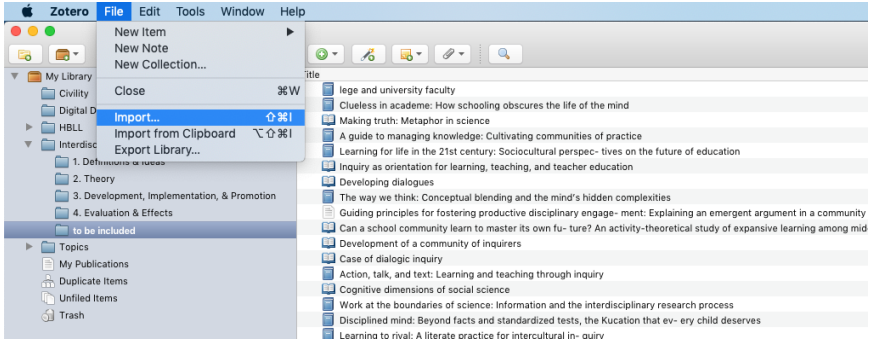 Zotero File Edit Tools Window Help
New Item
New Note
New Collection...
Close ⌘W
Import... ⇧⌘I
Import from Clipboard ⌥⇧⌘I
Export Library...
My Library
Civility
Digital D
HBLL
Interdisc
1. Definitions & Ideas
2. Theory
3. Development, Implementation, & Promotion
4. Evaluation & Effects
to be included
Topics
My Publications
Duplicate Items
Unfiled Items
Trash
Title
lege and university faculty
Clueless in academe: How schooling obscures the life of the mind
Making truth: Metaphor in science
A guide to managing knowledge: Cultivating communities of practice
Learning for life in the 21st century: Sociocultural perspec- tives on the future of education
Inquiry as orientation for learning, teaching, and teacher education
Developing dialogues
The way we think: Conceptual blending and the mind's hidden complexities
Guiding principles for fostering productive disciplinary engage- ment: Explaining an emergent argument in a community
Can a school community learn to master its own fu- ture? An activity-theoretical study of expansive learning among mid
Development of a community of inquirers
Case of dialogic inquiry
Action, talk, and text: Learning and teaching through inquiry
Cognitive dimensions of social science
Work at the boundaries of science: Information and the interdisciplinary research process
Disciplined mind: Beyond facts and standardized tests, the Kucation that ev- ery child deserves
Learning to rival: A literate practice for intercultural in- quiry